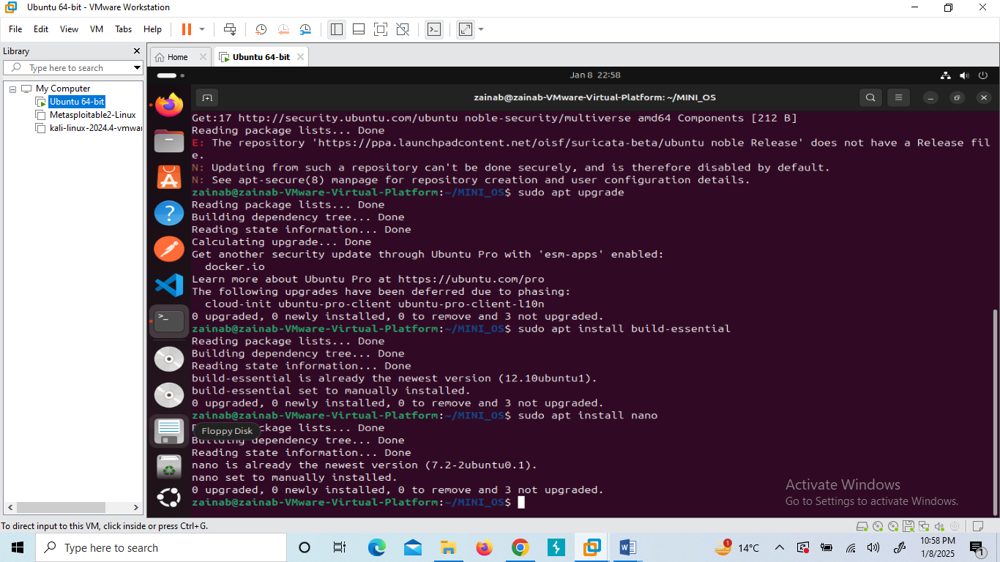 Ubuntu 64-bit - VMware Workstation
File Edit View VM Tabs Help
Library
Type here to search
My Computer
Ubuntu 64-bit
Metasploitable2-Linux
kali-linux-2024.4-vmwar
Home
Ubuntu 64-bit
Jan 8 22:58
zainab@zainab-VMware-Virtual-Platform: ~/MINI_OS
Get:17 http://security.ubuntu.com/ubuntu noble-security/multiverse amd64 Components [212 B]
Reading package lists... Done
E: The repository 'https://ppa.launchpadcontent.net/oisf/suricata-beta/ubuntu noble Release' does not have a Release fil
e.
N: Updating from such a repository can't be done securely, and is therefore disabled by default.
N: See apt-secure(8) manpage for repository creation and user configuration details.
zainab@zainab-VMware-Virtual-Platform:~/MINI_OS$ sudo apt upgrade
Reading package lists... Done
Building dependency tree... Done
Reading state information... Done
Calculating upgrade... Done
Get another security update through Ubuntu Pro with 'esm-apps' enabled:
  docker.io
Learn more about Ubuntu Pro at https://ubuntu.com/pro
The following upgrades have been deferred due to phasing:
  cloud-init ubuntu-pro-client ubuntu-pro-client-l10n
0 upgraded, 0 newly installed, 0 to remove and 3 not upgraded.
zainab@zainab-VMware-Virtual-Platform:~/MINI_OS$ sudo apt install build-essential
Reading package lists... Done
Building dependency tree... Done
Reading state information... Done
build-essential is already the newest version (12.10ubuntu1).
build-essential set to manually installed.
0 upgraded, 0 newly installed, 0 to remove and 3 not upgraded.
zainab@zainab-VMware-Virtual-Platform:~/MINI_OS$ sudo apt install nano
ckage lists... Done
Floppy Disk
Building dependency tree... Done
Reading state information... Done
nano is already the newest version (7.2-2ubuntu0.1).
nano set to manually installed.
0 upgraded, 0 newly installed, 0 to remove and 3 not upgraded.
zainab@zainab-VMware-Virtual-Platform:~/MINI_OS$
Activate Windows
Go to Settings to activate Windows.
To direct input to this VM, click inside or press Ctrl+G.
Type here to search
1
14°C
10:58 PM
1/8/2025
1